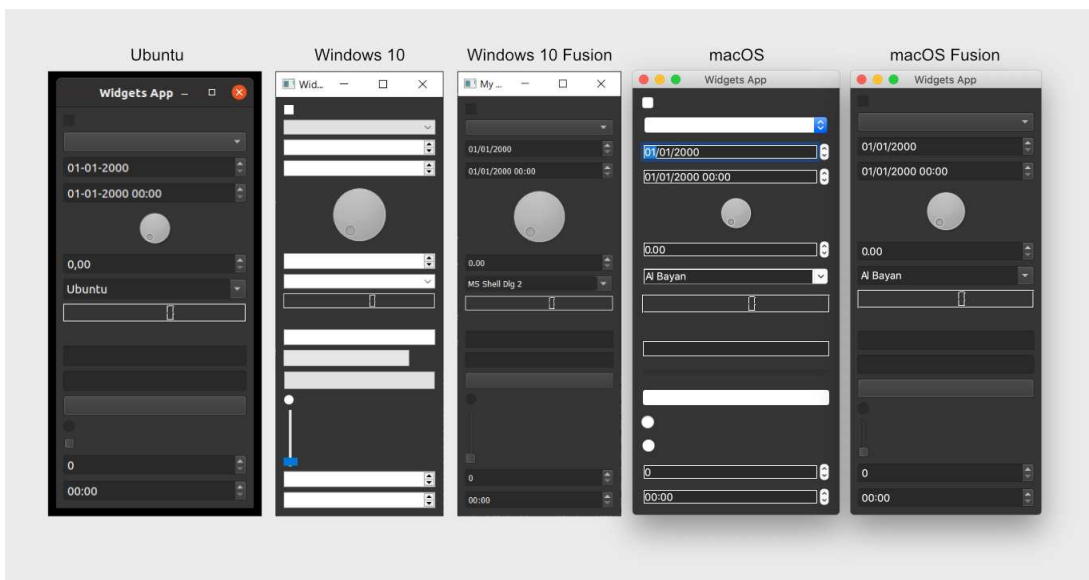 Ubuntu
Windows 10
Windows 10 Fusion
macOS
macOS Fusion
Widgets App
01-01-2000
01-01-2000 00:00
0,00
Ubuntu
0
00:00
Wid...
My ...
01/01/2000
01/01/2000 00:00
0.00
MS Shell Dlg 2
0
00:00
Widgets App
01/01/2000
01/01/2000 00:00
0.00
Al Bayan
0
00:00
Widgets App
01/01/2000
01/01/2000 00:00
0.00
Al Bayan
0
00:00